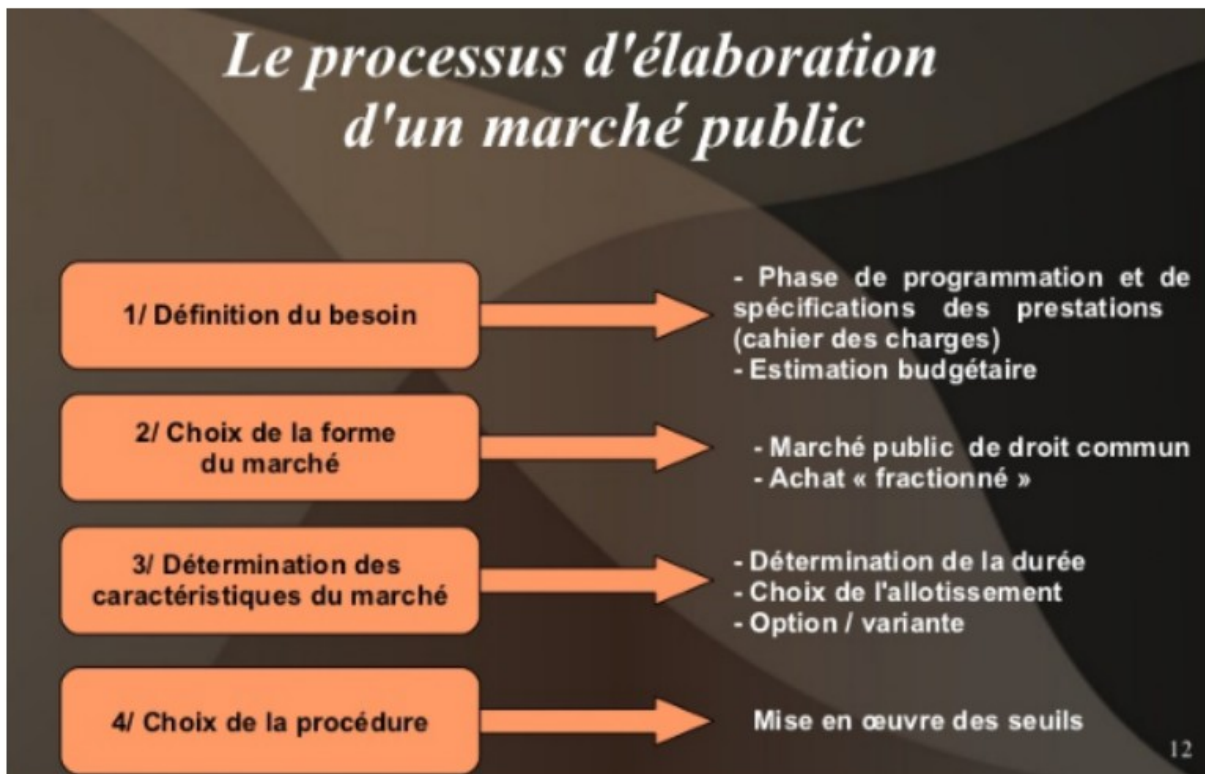 Le processus d'élaboration
d'un marché public
1/ Définition du besoin
- Phase de programmation et de
spécifications des prestations
(cahier des charges)
- Estimation budgétaire
2/ Choix de la forme
du marché
- Marché public de droit commun
- Achat « fractionné »
3/ Détermination des
caractéristiques du marché
- Détermination de la durée
- Choix de l'allotissement
- Option / variante
4/ Choix de la procédure
Mise en œuvre des seuils
12